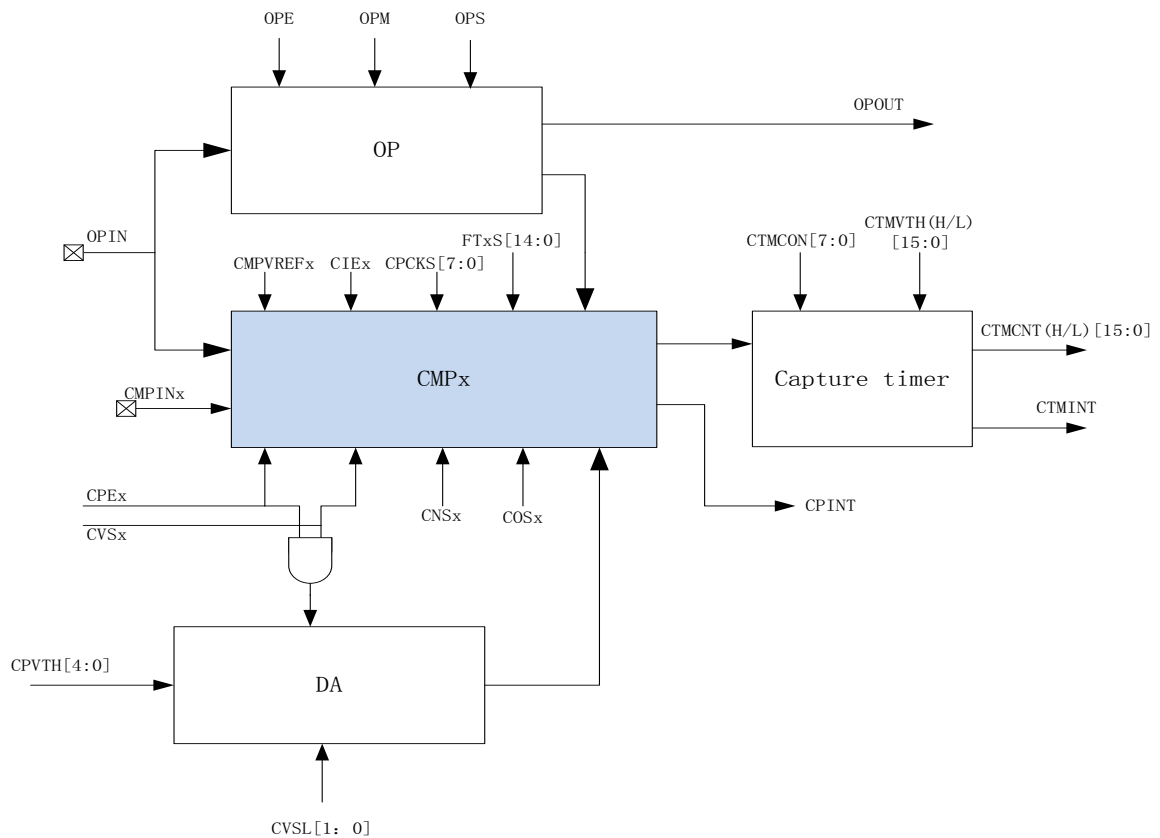 OPE
OPM
OPS
OP
OPOUT
OPIN
FTxS[14:0]
CMPVREFx
CIEx
CPCKS[7:0]
CTMCON[7:0]
CTMVTH(H/L)
[15:0]
CMPx
Capture timer
CTMCNT(H/L)[15:0]
CTMINT
CMPINx
CPEx
CVSx
CNSx
COSx
CPINT
CPVTH[4:0]
DA
CVSL[1: 0]